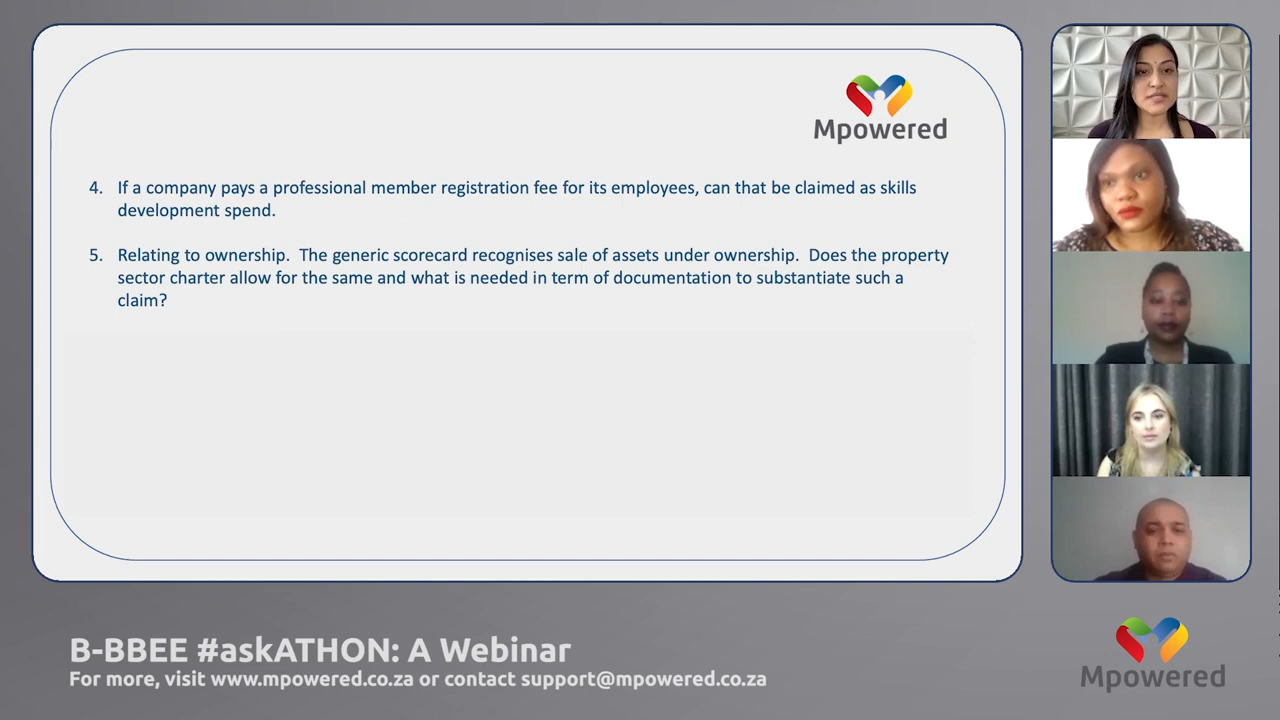 Mpowered
4. If a company pays a professional member registration fee for its employees, can that be claimed as skills
development spend.
5. Relating to ownership. The generic scorecard recognises sale of assets under ownership. Does the property
sector charter allow for the same and what is needed in term of documentation to substantiate such a
claim?
B-BBEE #askATHON: A Webinar
For more, visit www.mpowered.co.za or contact support@mpowered.co.za
Mpowered